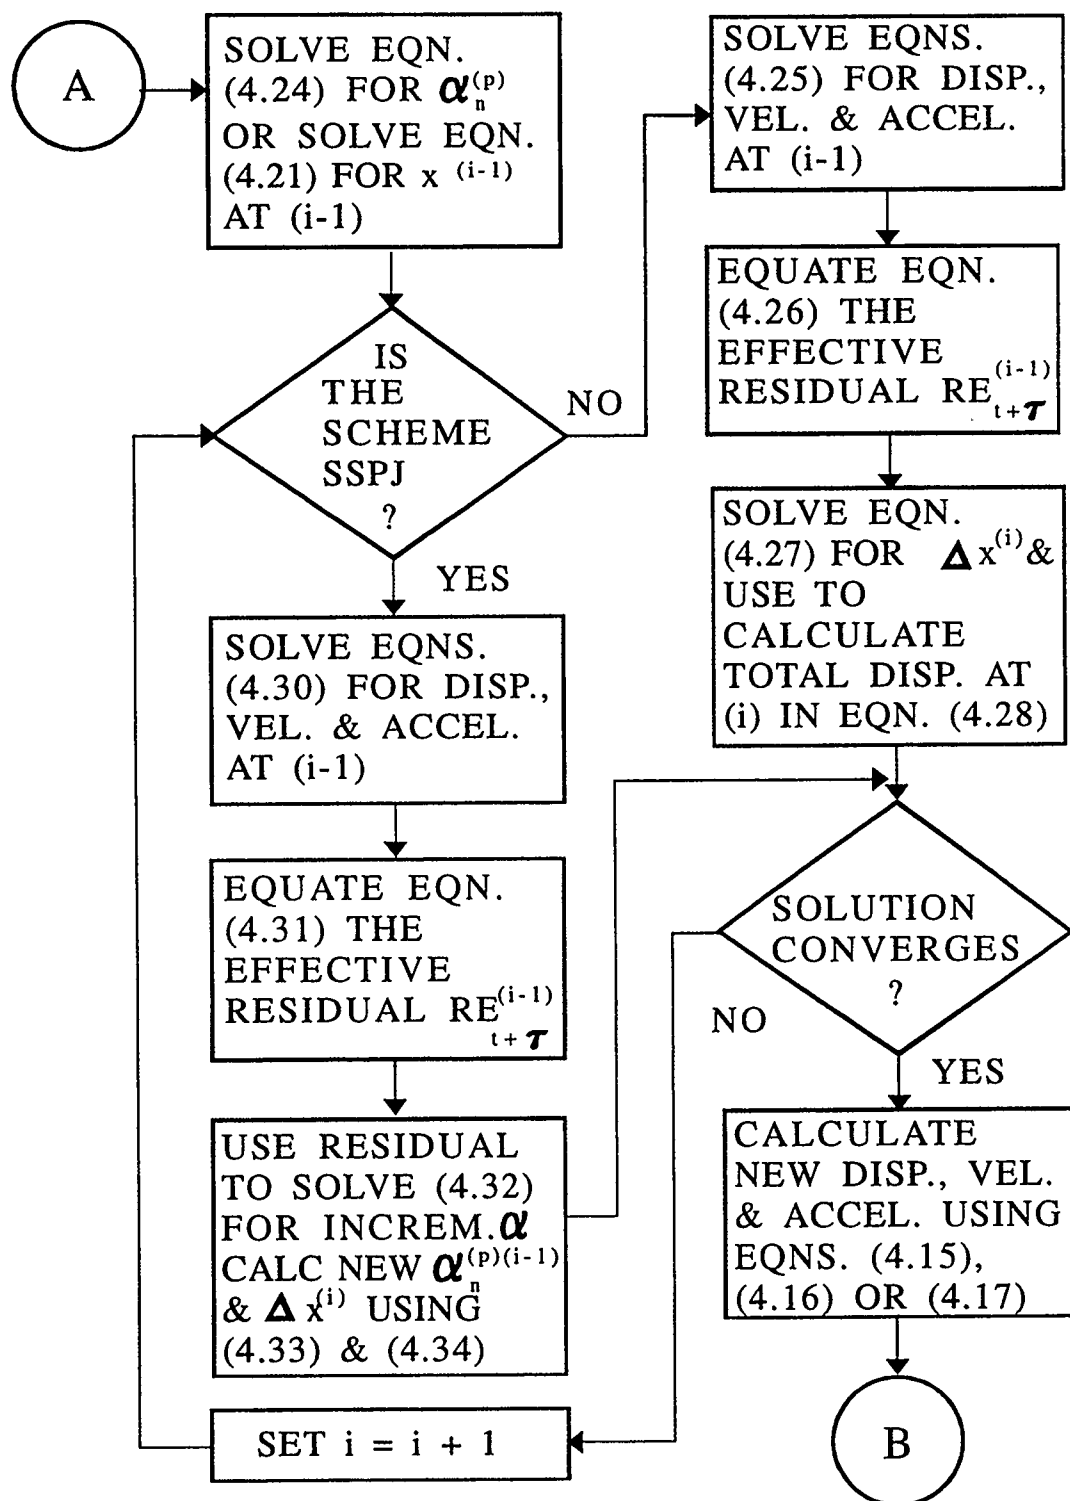 A
SOLVE EQN.
(4.24) FOR α_n^(p)
OR SOLVE EQN.
(4.21) FOR x^(i-1)
AT (i-1)
IS
THE
SCHEME
SSPJ
?
NO
YES
SOLVE EQNS.
(4.30) FOR DISP.,
VEL. & ACCEL.
AT (i-1)
EQUATE EQN.
(4.31) THE
EFFECTIVE
RESIDUAL RE_t+τ^(i-1)
USE RESIDUAL
TO SOLVE (4.32)
FOR INCREM. α
CALC NEW α_n^(p)(i-1)
& Δ x^(i) USING
(4.33) & (4.34)
SET i = i + 1
SOLVE EQNS.
(4.25) FOR DISP.,
VEL. & ACCEL.
AT (i-1)
EQUATE EQN.
(4.26) THE
EFFECTIVE
RESIDUAL RE_t+τ^(i-1)
SOLVE EQN.
(4.27) FOR Δ x^(i) &
USE TO
CALCULATE
TOTAL DISP. AT
(i) IN EQN. (4.28)
SOLUTION
CONVERGES
?
NO
YES
CALCULATE
NEW DISP., VEL.
& ACCEL. USING
EQNS. (4.15),
(4.16) OR (4.17)
B